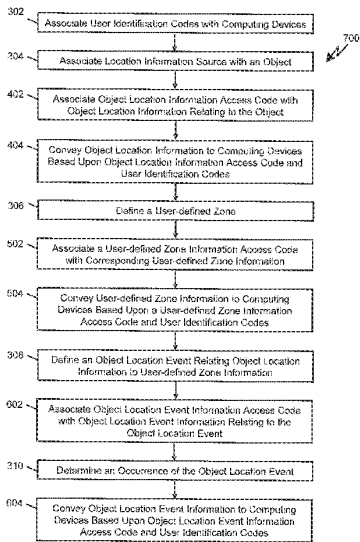 302
Associate User Identification Codes with Computing Devices
700
304
Associate Location Information Source with an Object
402
Associate Object Location Information Access Code with
Object Location Information Relating to the Object
404
Convey Object Location Information to Computing Devices
Based Upon Object Location Information Access Code and
User Identification Codes
306
Define a User-defined Zone
502
Associate a User-defined Zone Information Access Code
with Corresponding User-defined Zone Information
504
Convey User-defined Zone Information to Computing
Devices Based Upon a User-defined Zone Information
Access Code and User Identification Codes
308
Define an Object Location Event Relating Object Location
Information to User-defined Zone Information
602
Associate Object Location Event Information Access Code
with Object Location Event Information Relating to the
Object Location Event
310
Determine an Occurrence of the Object Location Event
604
Convey Object Location Event Information to Computing
Devices Based Upon Object Location Event Information
Access Code and User Identification Codes